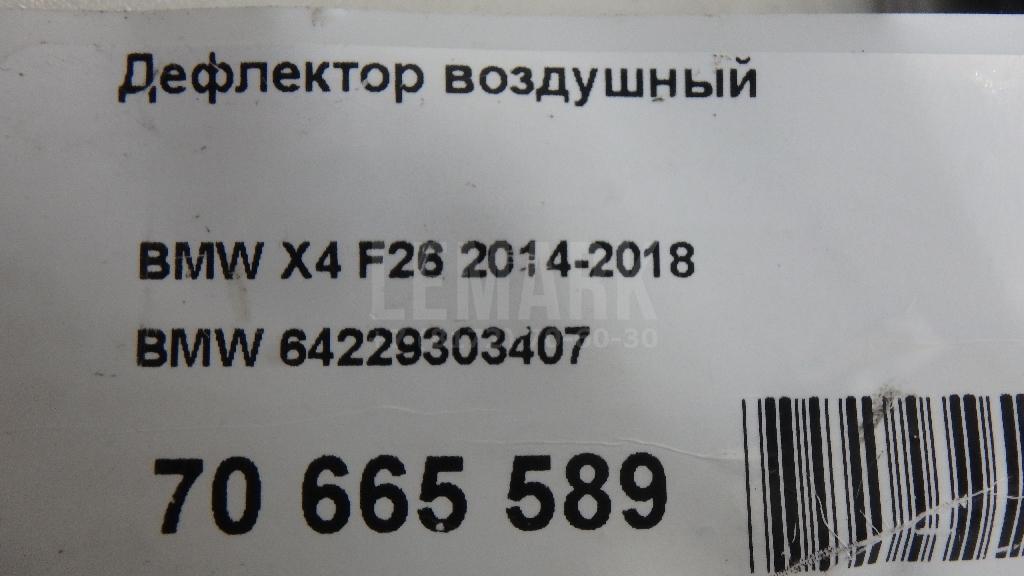 Дефлектор воздушный
BMW X4 F26 2014-2018
LEMARK
BMW 64229303407
70 665 589